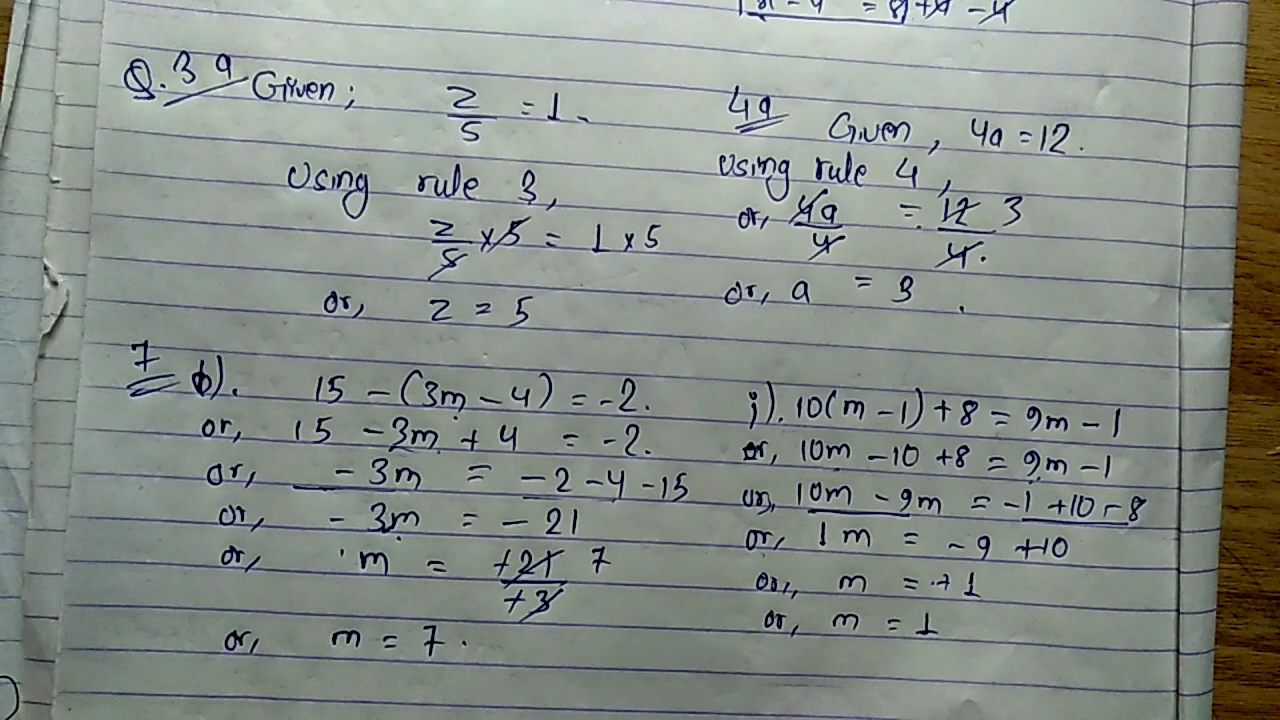 Q.3 a Given; z/5 = 1.
Using rule 3,
z/5 × 5 = 1 × 5
or, z = 5
4a Given, 4a = 12.
Using rule 4,
or, 4a/4 = 12/4 3
or, a = 3.
7 b). 15 - (3m - 4) = -2.
or, 15 - 3m + 4 = -2.
or, - 3m = - 2 - 4 - 15
or, - 3m = - 21
or, m = +21/+3 7
or, m = 7.
j). 10(m - 1) + 8 = 9m - 1
or, 10m - 10 + 8 = 9m - 1
or, 10m - 9m = - 1 + 10 - 8
or, 1m = - 9 + 10
or, m = + 1
or, m = 1